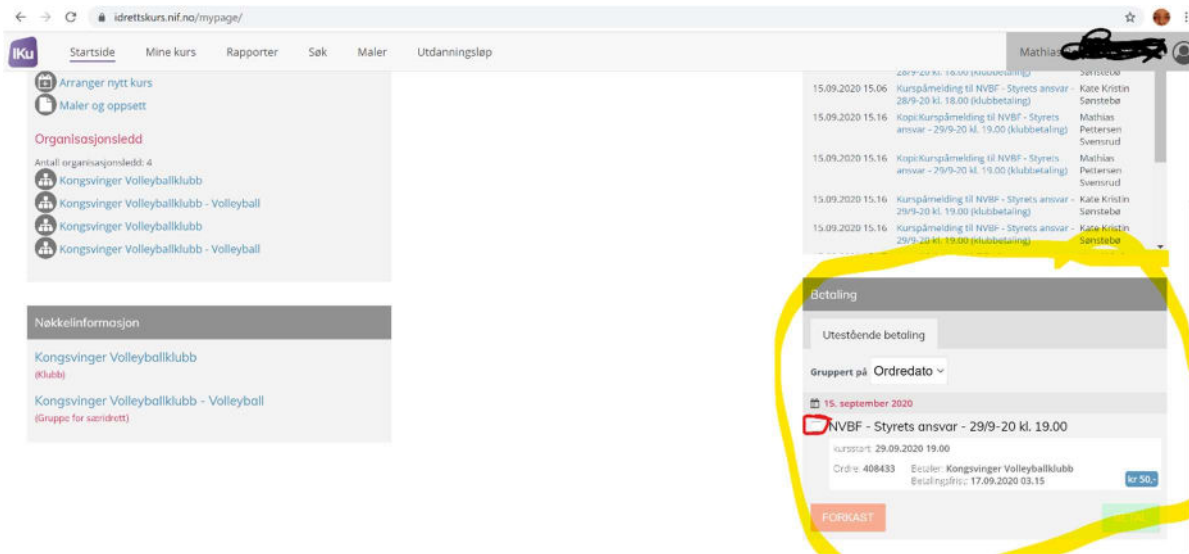 idrettskurs.nif.no/mypage/
IKu Startside Mine kurs Rapporter Søk Maler Utdanningsløp Mathias
Arranger nytt kurs
Maler og oppsett
Organisasjonsledd
Antall organisasjonsledd: 4
Kongsvinger Volleyballklubb
Kongsvinger Volleyballklubb - Volleyball
Kongsvinger Volleyballklubb
Kongsvinger Volleyballklubb - Volleyball
Nøkkelinformasjon
Kongsvinger Volleyballklubb
(Klubb)
Kongsvinger Volleyballklubb - Volleyball
(Gruppe for særidrett)
28/9-20 kl. 18.00 (klubbetaling) Sønstebø
15.09.2020 15.06 Kurspåmelding til NVBF - Styrets ansvar - Kate Kristin
28/9-20 kl. 18.00 (klubbetaling) Sønstebø
15.09.2020 15.16 Kopi:Kurspåmelding til NVBF - Styrets Mathias
ansvar - 29/9-20 kl. 19.00 (klubbetaling) Pettersen
Svensrud
15.09.2020 15.16 Kopi:Kurspåmelding til NVBF - Styrets Mathias
ansvar - 29/9-20 kl. 19.00 (klubbetaling) Pettersen
Svensrud
15.09.2020 15.16 Kurspåmelding til NVBF - Styrets ansvar - Kate Kristin
29/9-20 kl. 19.00 (klubbetaling) Sønstebø
15.09.2020 15.16 Kurspåmelding til NVBF - Styrets ansvar - Kate Kristin
29/9-20 kl. 19.00 (klubbetaling) Sønstebø
Betaling
Utestående betaling
Gruppert på Ordredato
15. september 2020
NVBF - Styrets ansvar - 29/9-20 kl. 19.00
kursstart: 29.09.2020 19.00
Ordre: 408433 Betaler: Kongsvinger Volleyballklubb
Betalingsfrist: 17.09.2020 03.15 kr 50,-
FORKAST